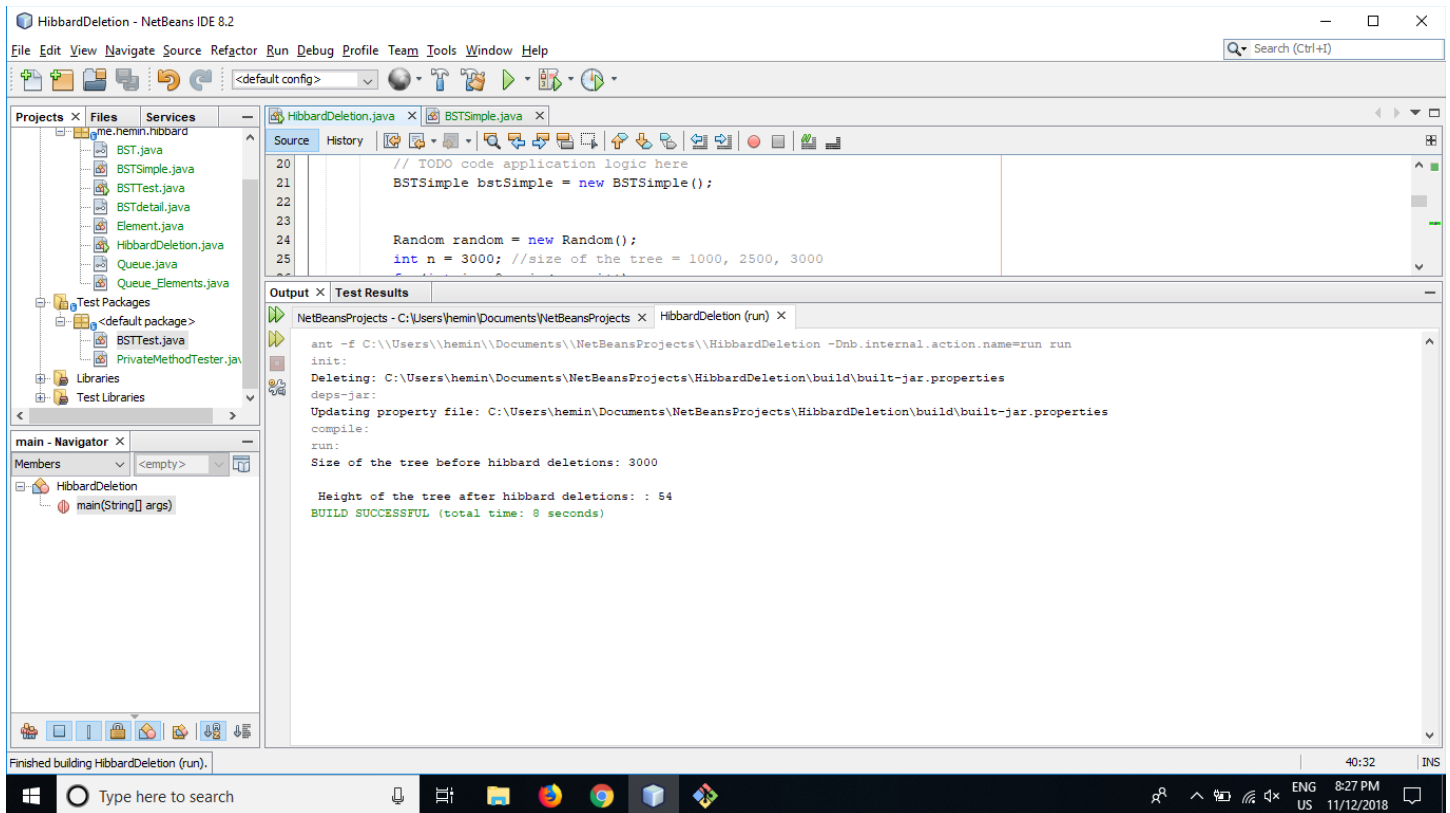 HibbardDeletion - NetBeans IDE 8.2
File Edit View Navigate Source Refactor Run Debug Profile Team Tools Window Help
Search (Ctrl+I)
<default config>
Projects Files Services
me.hemin.hibbard
BST.java
BSTSimple.java
BSTTest.java
BSTdetail.java
Element.java
HibbardDeletion.java
Queue.java
Queue_Elements.java
Test Packages
<default package>
BSTTest.java
PrivateMethodTester.jav
Libraries
Test Libraries
main - Navigator
Members <empty>
HibbardDeletion
main(String[] args)
HibbardDeletion.java BSTSimple.java
Source History
20 // TODO code application logic here
21 BSTSimple bstSimple = new BSTSimple();
22
23
24 Random random = new Random();
25 int n = 3000; //size of the tree = 1000, 2500, 3000
Output Test Results
NetBeansProjects - C:\Users\hemin\Documents\NetBeansProjects HibbardDeletion (run)
ant -f C:\\Users\\hemin\\Documents\\NetBeansProjects\\HibbardDeletion -Dnb.internal.action.name=run run
init:
Deleting: C:\Users\hemin\Documents\NetBeansProjects\HibbardDeletion\build\built-jar.properties
deps-jar:
Updating property file: C:\Users\hemin\Documents\NetBeansProjects\HibbardDeletion\build\built-jar.properties
compile:
run:
Size of the tree before hibbard deletions: 3000
Height of the tree after hibbard deletions: : 54
BUILD SUCCESSFUL (total time: 8 seconds)
Finished building HibbardDeletion (run).
40:32 INS
Type here to search
ENG 8:27 PM
US 11/12/2018